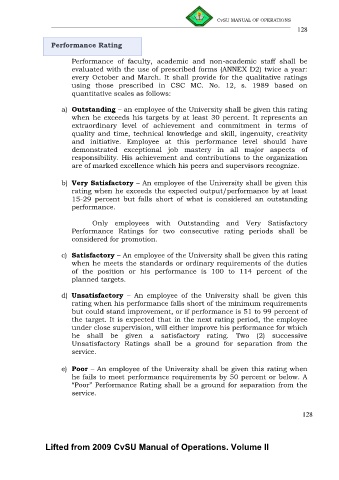 CvSU MANUAL OF OPERATIONS
128
Performance Rating
Performance of faculty, academic and non-academic staff shall be
evaluated with the use of prescribed forms (ANNEX D2) twice a year:
every October and March. It shall provide for the qualitative ratings
using those prescribed in CSC MC. No. 12, s. 1989 based on
quantitative scales as follows:
a) Outstanding – an employee of the University shall be given this rating
when he exceeds his targets by at least 30 percent. It represents an
extraordinary level of achievement and commitment in terms of
quality and time, technical knowledge and skill, ingenuity, creativity
and initiative. Employee at this performance level should have
demonstrated exceptional job mastery in all major aspects of
responsibility. His achievement and contributions to the organization
are of marked excellence which his peers and supervisors recognize.
b) Very Satisfactory – An employee of the University shall be given this
rating when he exceeds the expected output/performance by at least
15-29 percent but falls short of what is considered an outstanding
performance.
Only employees with Outstanding and Very Satisfactory
Performance Ratings for two consecutive rating periods shall be
considered for promotion.
c) Satisfactory – An employee of the University shall be given this rating
when he meets the standards or ordinary requirements of the duties
of the position or his performance is 100 to 114 percent of the
planned targets.
d) Unsatisfactory – An employee of the University shall be given this
rating when his performance falls short of the minimum requirements
but could stand improvement, or if performance is 51 to 99 percent of
the target. It is expected that in the next rating period, the employee
under close supervision, will either improve his performance for which
he shall be given a satisfactory rating. Two (2) successive
Unsatisfactory Ratings shall be a ground for separation from the
service.
e) Poor – An employee of the University shall be given this rating when
he fails to meet performance requirements by 50 percent or below. A
"Poor" Performance Rating shall be a ground for separation from the
service.
128
Lifted from 2009 CvSU Manual of Operations. Volume II